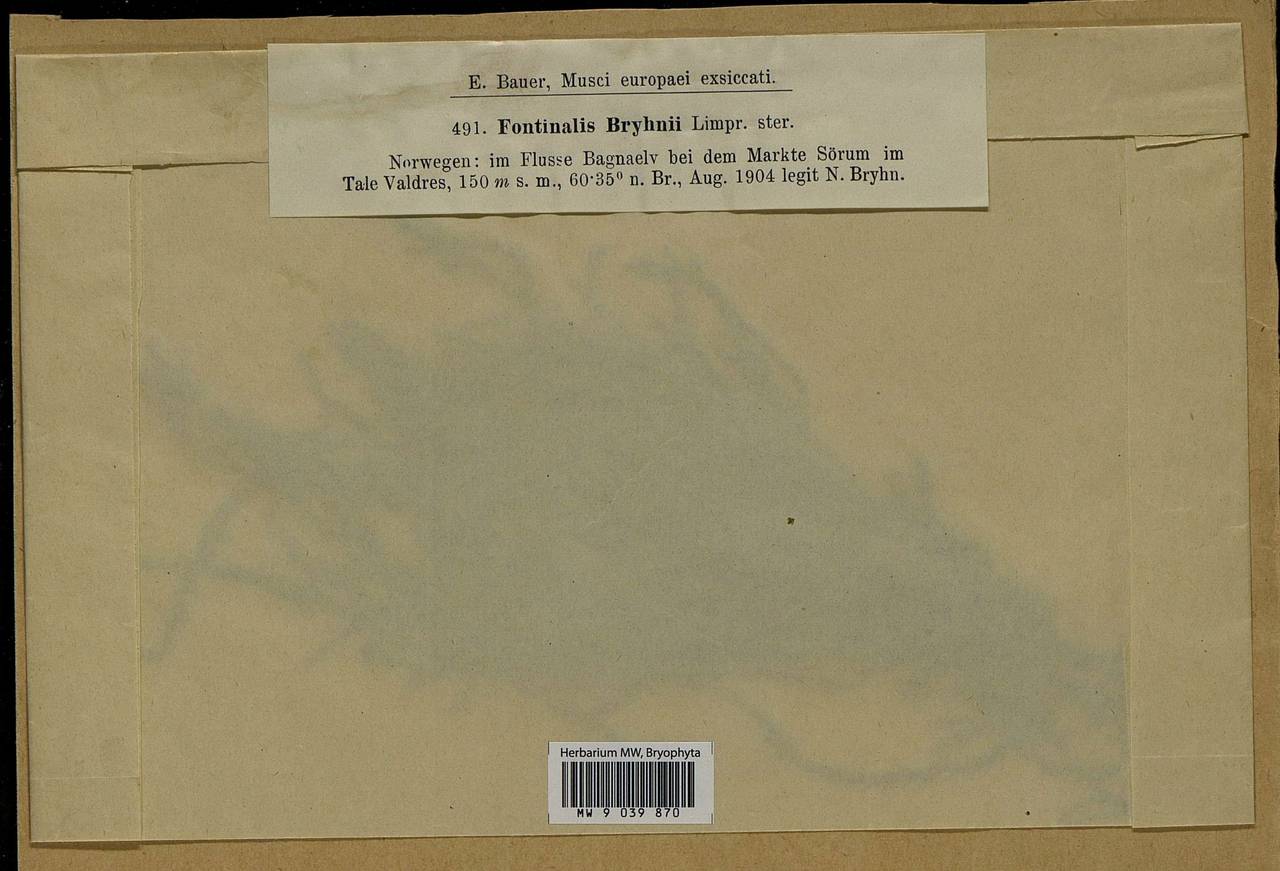 E. Bauer, Musci europaei exsiccati.
491. Fontinalis Bryhnii Limpr. ster.
Norwegen: im Flusse Bagnaelv bei dem Markte Sörum im
Tale Valdres, 150 m s. m., 60·35⁰ n. Br., Aug. 1904 legit N. Bryhn.
Herbarium MW, Bryophyta
MW 9 039 870